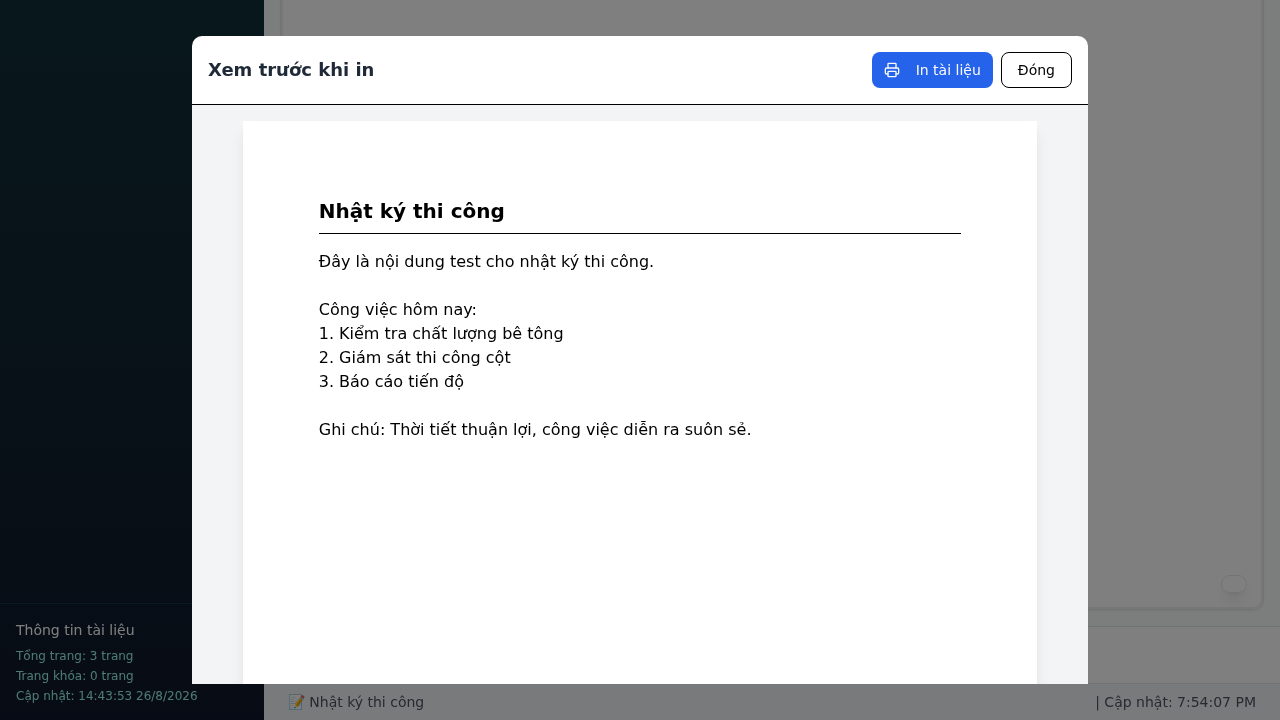 Xem trước khi in
In tài liệu
Đóng
Nhật ký thi công
Đây là nội dung test cho nhật ký thi công.
Công việc hôm nay:
1. Kiểm tra chất lượng bê tông
2. Giám sát thi công cột
3. Báo cáo tiến độ
Ghi chú: Thời tiết thuận lợi, công việc diễn ra suôn sẻ.
Thông tin tài liệu
Tổng trang: 3 trang
Trang khóa: 0 trang
Cập nhật: 14:43:53 26/8/2026
📝 Nhật ký thi công
| Cập nhật: 7:54:07 PM